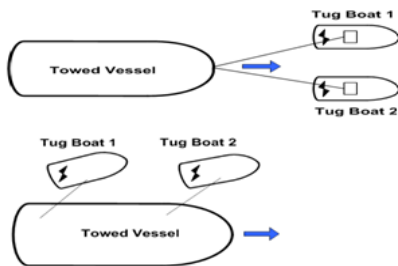 Tug Boat 1
Towed Vessel
Tug Boat 2
Tug Boat 1 Tug Boat 2
Towed Vessel